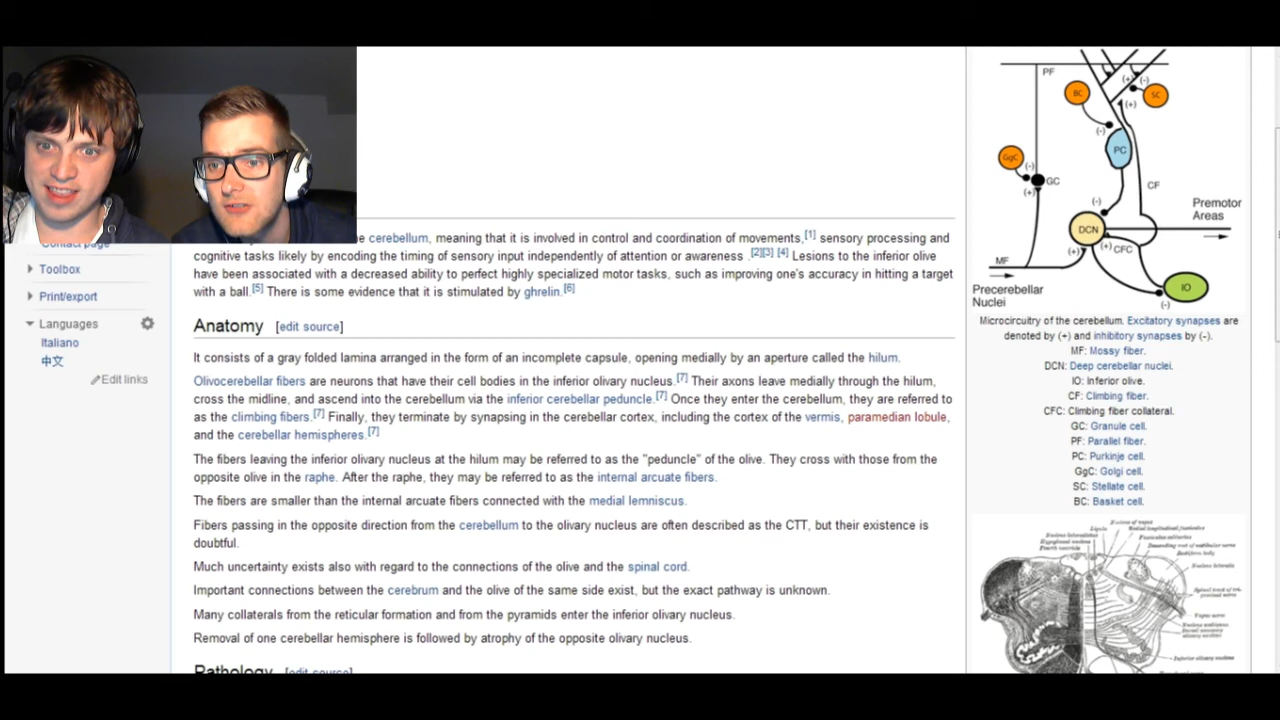 Contact page
Toolbox
Print/export
Languages
Italiano
中文
Edit links
e cerebellum, meaning that it is involved in control and coordination of movements,[1] sensory processing and
cognitive tasks likely by encoding the timing of sensory input independently of attention or awareness .[2][3] [4] Lesions to the inferior olive
have been associated with a decreased ability to perfect highly specialized motor tasks, such as improving one's accuracy in hitting a target
with a ball.[5] There is some evidence that it is stimulated by ghrelin.[6]
Anatomy [edit source]
It consists of a gray folded lamina arranged in the form of an incomplete capsule, opening medially by an aperture called the hilum.
Olivocerebellar fibers are neurons that have their cell bodies in the inferior olivary nucleus.[7] Their axons leave medially through the hilum,
cross the midline, and ascend into the cerebellum via the inferior cerebellar peduncle.[7] Once they enter the cerebellum, they are referred to
as the climbing fibers.[7] Finally, they terminate by synapsing in the cerebellar cortex, including the cortex of the vermis, paramedian lobule,
and the cerebellar hemispheres.[7]
The fibers leaving the inferior olivary nucleus at the hilum may be referred to as the "peduncle" of the olive. They cross with those from the
opposite olive in the raphe. After the raphe, they may be referred to as the internal arcuate fibers.
The fibers are smaller than the internal arcuate fibers connected with the medial lemniscus.
Fibers passing in the opposite direction from the cerebellum to the olivary nucleus are often described as the CTT, but their existence is
doubtful.
Much uncertainty exists also with regard to the connections of the olive and the spinal cord.
Important connections between the cerebrum and the olive of the same side exist, but the exact pathway is unknown.
Many collaterals from the reticular formation and from the pyramids enter the inferior olivary nucleus.
Removal of one cerebellar hemisphere is followed by atrophy of the opposite olivary nucleus.
Pathology [edit source]
PF
(+) (-)
BC
SC
(+)
(-)
PC
GgC
(-)
GC
(+)
CF
(-)
Premotor
Areas
DCN
(+)
(+) CFC
MF
IO
Precerebellar
Nuclei
(-)
Microcircuitry of the cerebellum. Excitatory synapses are
denoted by (+) and inhibitory synapses by (-).
MF: Mossy fiber.
DCN: Deep cerebellar nuclei.
IO: Inferior olive.
CF: Climbing fiber.
CFC: Climbing fiber collateral.
GC: Granule cell.
PF: Parallel fiber.
PC: Purkinje cell.
GgC: Golgi cell.
SC: Stellate cell.
BC: Basket cell.